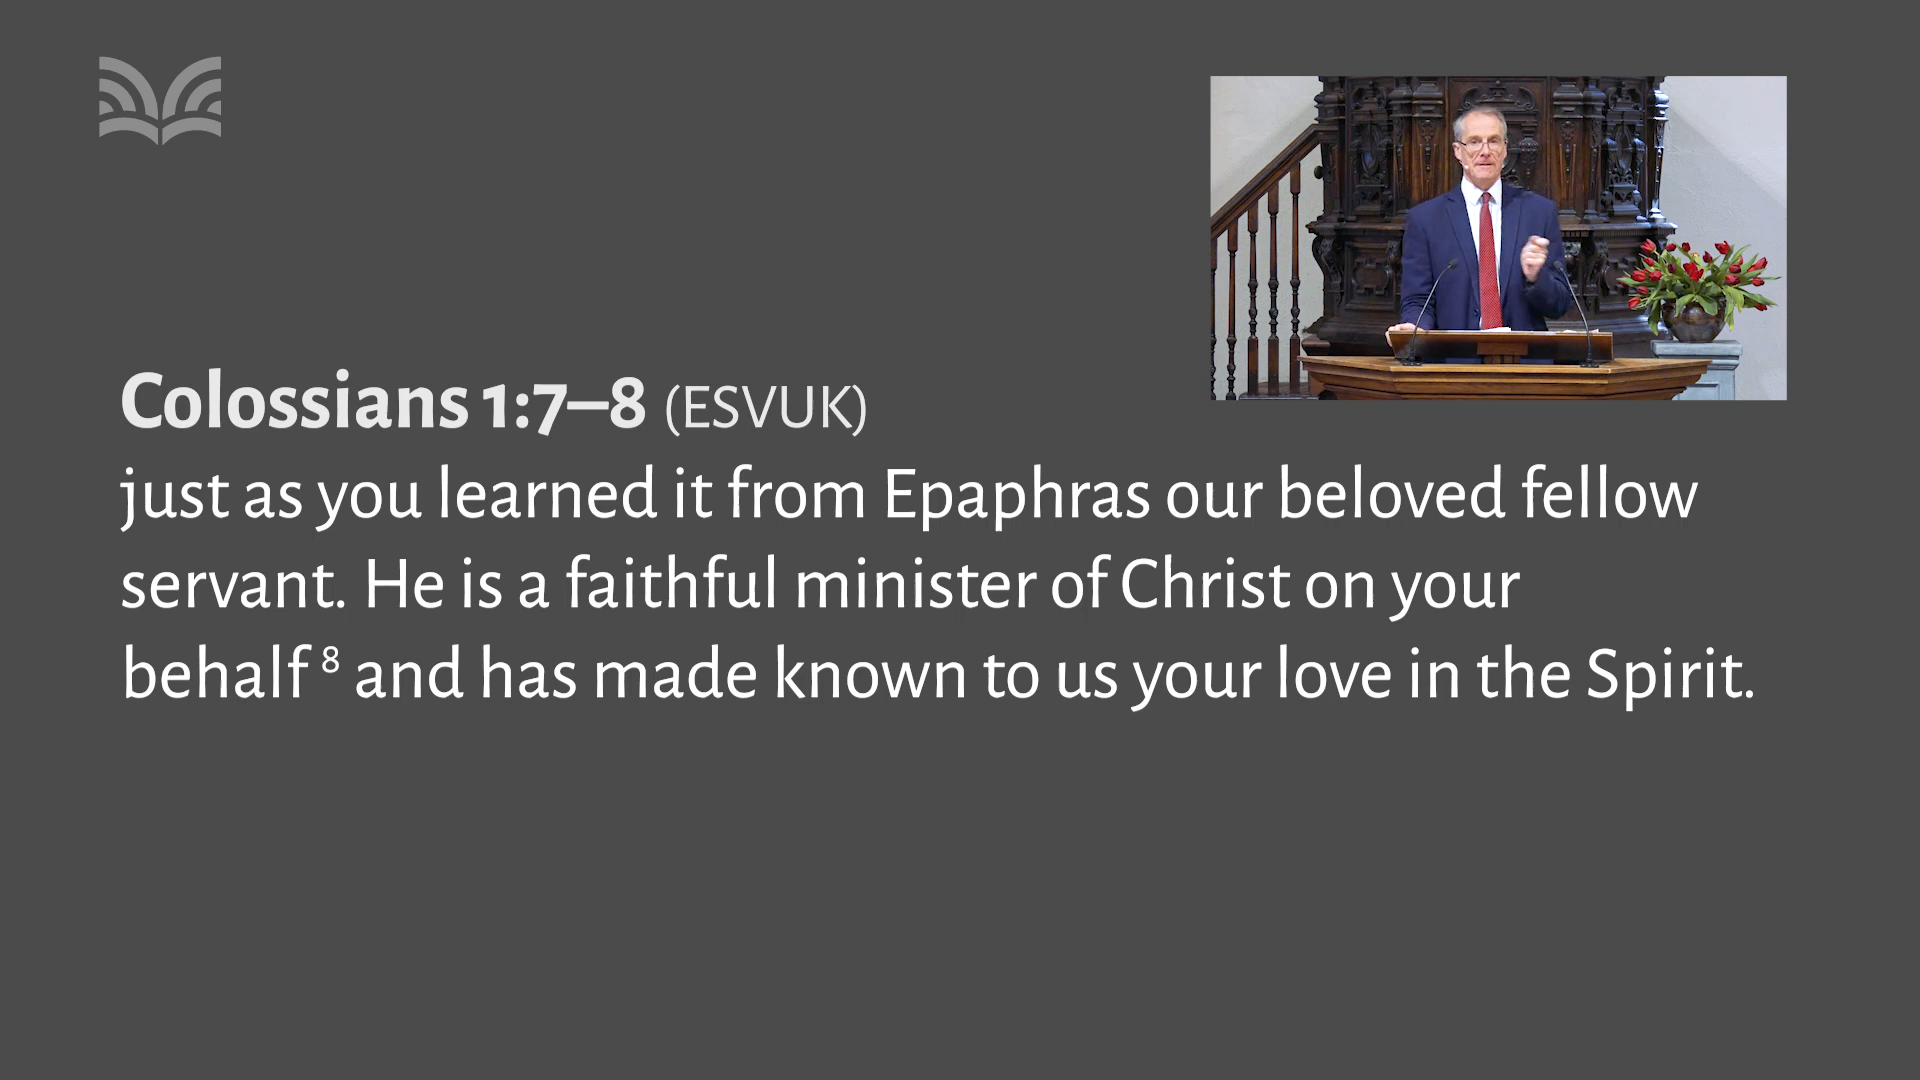 Colossians 1:7–8 (ESVUK)
just as you learned it from Epaphras our beloved fellow
servant. He is a faithful minister of Christ on your
behalf ⁸ and has made known to us your love in the Spirit.